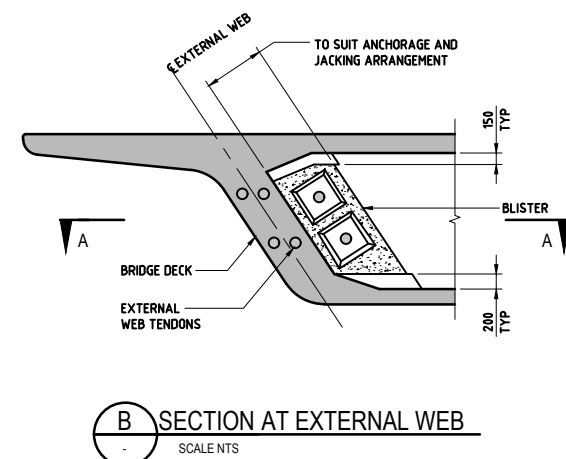 ℄ EXTERNAL WEB
TO SUIT ANCHORAGE AND
JACKING ARRANGEMENT
150
TYP
BLISTER
A
A
BRIDGE DECK
EXTERNAL
WEB TENDONS
200
TYP
B
SECTION AT EXTERNAL WEB
-
SCALE NTS